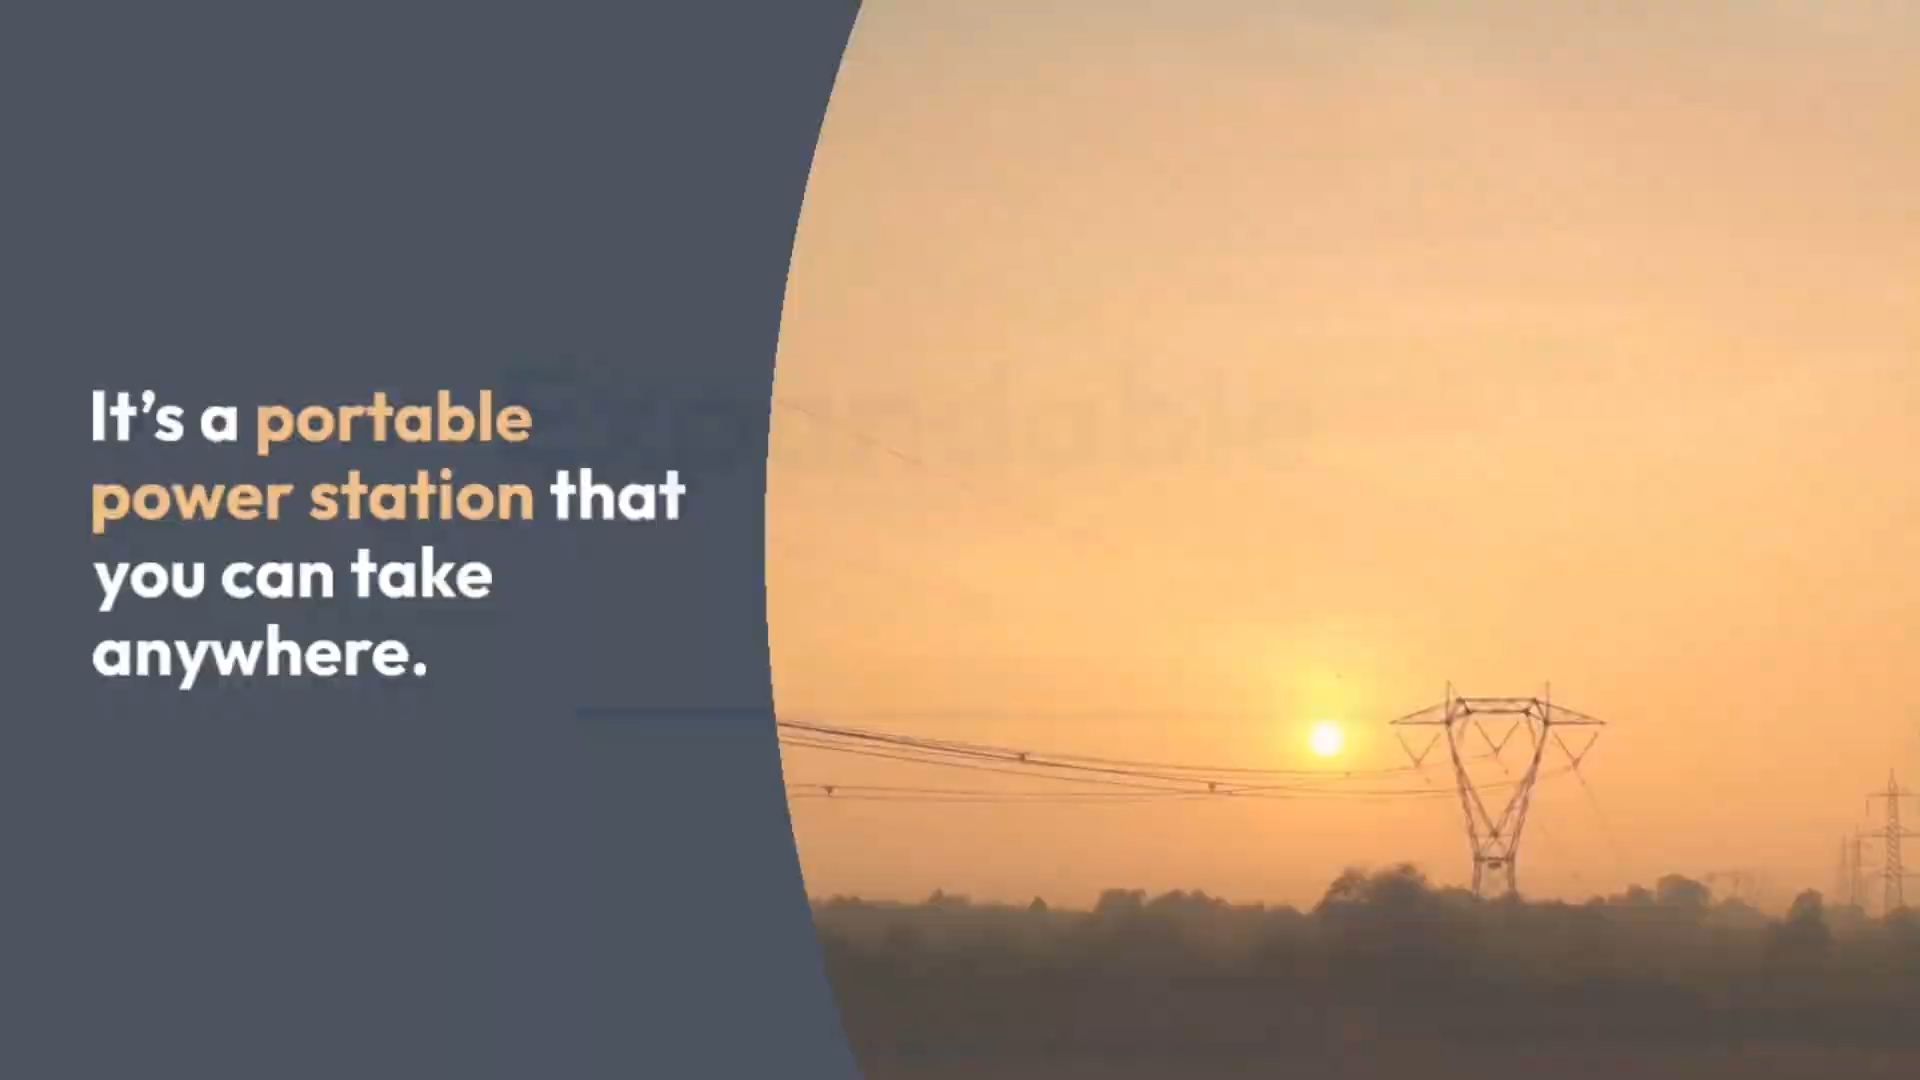 It’s a portable
power station that
you can take
anywhere.